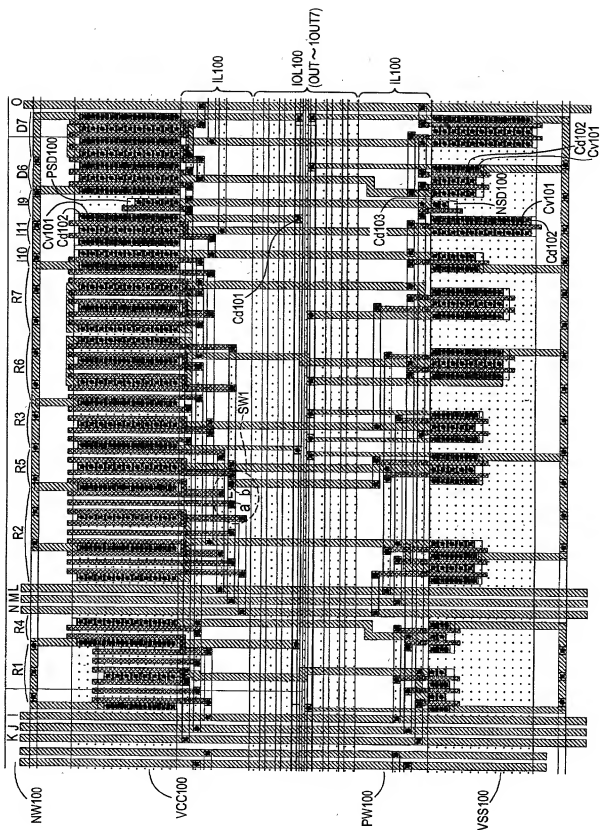 K J I R1 R4 N M L R2 R5 R3 R6 R7 I10 I11 I9 D6 D7 O
NW100
PSD100
Cv101
Cd102
VCC100
IL100
SW1
a b
Cd101
IOL100
(OUT~1OUT7)
IL100
PW100
Cd103
NSD100
Cd102
Cv101
Cv101
Cd102
VSS100